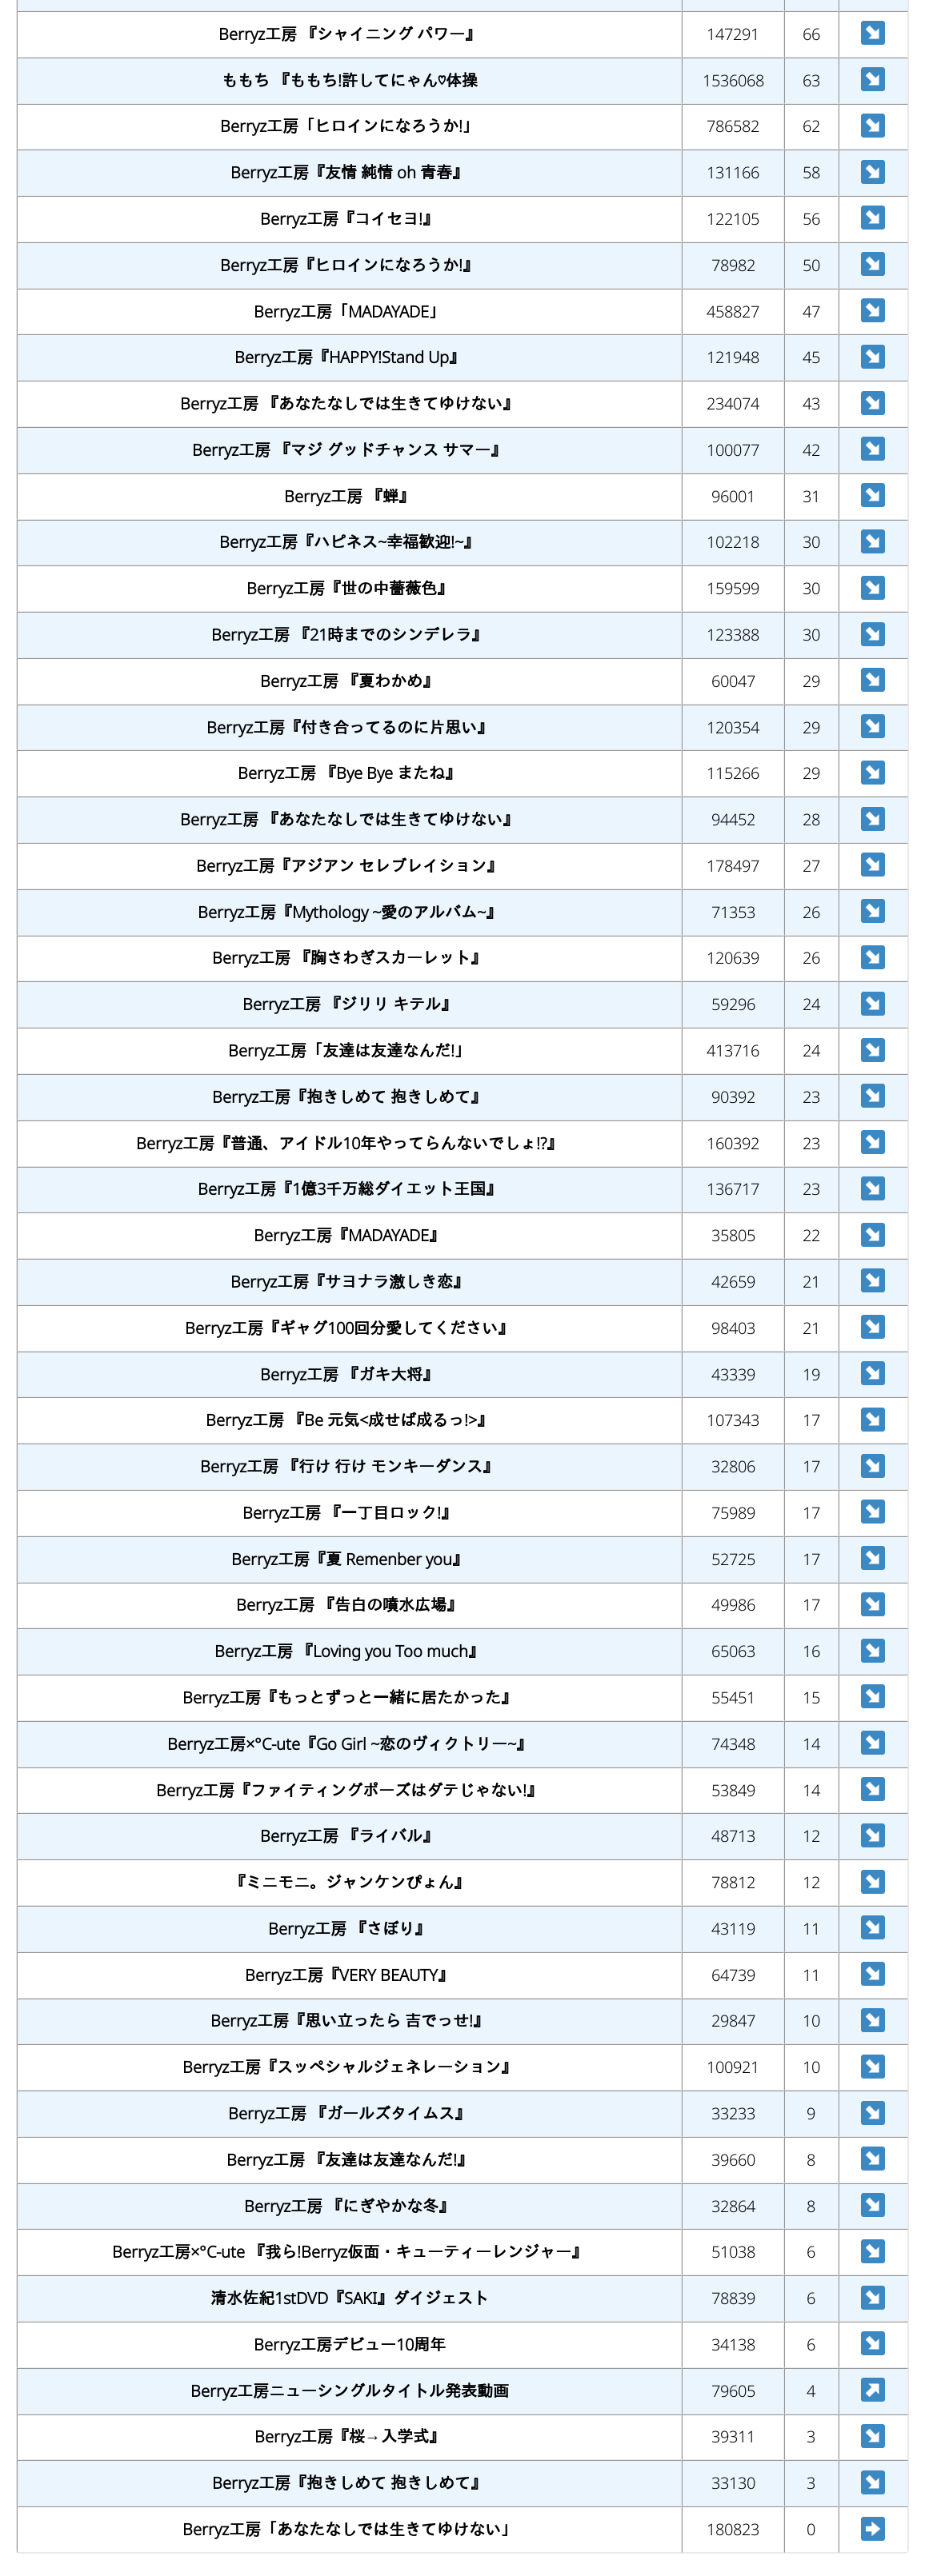 Berryz工房 『シャイニング パワー』 147291 66 ↘
ももち 『ももち!許してにゃん♡体操 1536068 63 ↘
Berryz工房「ヒロインになろうか!」 786582 62 ↘
Berryz工房『友情 純情 oh 青春』 131166 58 ↘
Berryz工房『コイセヨ!』 122105 56 ↘
Berryz工房『ヒロインになろうか!』 78982 50 ↘
Berryz工房「MADAYADE」 458827 47 ↘
Berryz工房『HAPPY!Stand Up』 121948 45 ↘
Berryz工房 『あなたなしでは生きてゆけない』 234074 43 ↘
Berryz工房 『マジ グッドチャンス サマー』 100077 42 ↘
Berryz工房 『蝉』 96001 31 ↘
Berryz工房『ハピネス~幸福歓迎!~』 102218 30 ↘
Berryz工房『世の中薔薇色』 159599 30 ↘
Berryz工房 『21時までのシンデレラ』 123388 30 ↘
Berryz工房 『夏わかめ』 60047 29 ↘
Berryz工房『付き合ってるのに片思い』 120354 29 ↘
Berryz工房 『Bye Bye またね』 115266 29 ↘
Berryz工房 『あなたなしでは生きてゆけない』 94452 28 ↘
Berryz工房『アジアン セレブレイション』 178497 27 ↘
Berryz工房『Mythology ~愛のアルバム~』 71353 26 ↘
Berryz工房 『胸さわぎスカーレット』 120639 26 ↘
Berryz工房 『ジリリ キテル』 59296 24 ↘
Berryz工房「友達は友達なんだ!」 413716 24 ↘
Berryz工房『抱きしめて 抱きしめて』 90392 23 ↘
Berryz工房『普通、アイドル10年やってらんないでしょ!?』 160392 23 ↘
Berryz工房『1億3千万総ダイエット王国』 136717 23 ↘
Berryz工房『MADAYADE』 35805 22 ↘
Berryz工房『サヨナラ激しき恋』 42659 21 ↘
Berryz工房『ギャグ100回分愛してください』 98403 21 ↘
Berryz工房 『ガキ大将』 43339 19 ↘
Berryz工房 『Be 元気<成せば成るっ!>』 107343 17 ↘
Berryz工房 『行け 行け モンキーダンス』 32806 17 ↘
Berryz工房 『一丁目ロック!』 75989 17 ↘
Berryz工房『夏 Remenber you』 52725 17 ↘
Berryz工房 『告白の噴水広場』 49986 17 ↘
Berryz工房 『Loving you Too much』 65063 16 ↘
Berryz工房『もっとずっと一緒に居たかった』 55451 15 ↘
Berryz工房×°C-ute『Go Girl ~恋のヴィクトリー~』 74348 14 ↘
Berryz工房『ファイティングポーズはダテじゃない!』 53849 14 ↘
Berryz工房 『ライバル』 48713 12 ↘
『ミニモニ。ジャンケンぴょん』 78812 12 ↘
Berryz工房 『さぼり』 43119 11 ↘
Berryz工房『VERY BEAUTY』 64739 11 ↘
Berryz工房『思い立ったら 吉でっせ!』 29847 10 ↘
Berryz工房『スッペシャルジェネレーション』 100921 10 ↘
Berryz工房 『ガールズタイムス』 33233 9 ↘
Berryz工房 『友達は友達なんだ!』 39660 8 ↘
Berryz工房 『にぎやかな冬』 32864 8 ↘
Berryz工房×°C-ute 『我ら!Berryz仮面・キューティーレンジャー』 51038 6 ↘
清水佐紀1stDVD『SAKI』ダイジェスト 78839 6 ↘
Berryz工房デビュー10周年 34138 6 ↘
Berryz工房ニューシングルタイトル発表動画 79605 4 ↗
Berryz工房『桜→入学式』 39311 3 ↘
Berryz工房『抱きしめて 抱きしめて』 33130 3 ↘
Berryz工房「あなたなしでは生きてゆけない」 180823 0 →